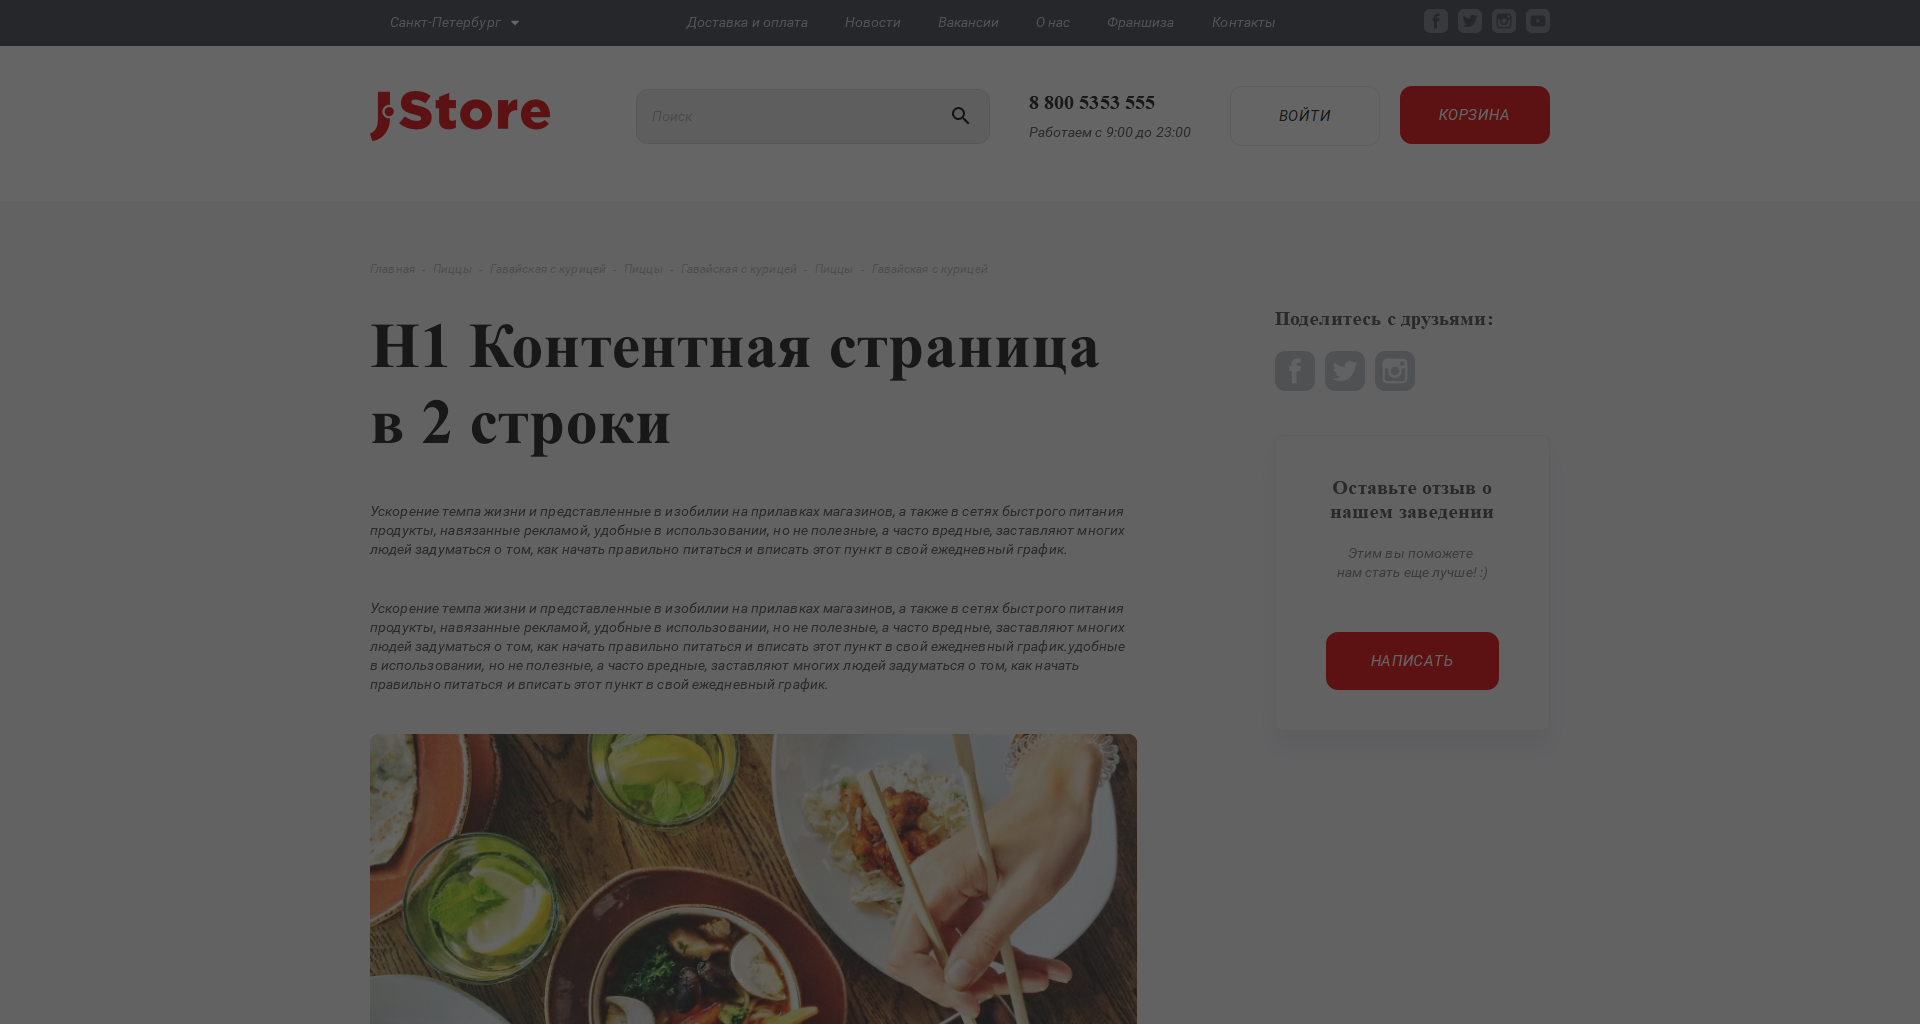 Санкт-Петербург
Доставка и оплата Новости Вакансии О нас Франшиза Контакты
JStore
Поиск
8 800 5353 555
Работаем с 9:00 до 23:00
ВОЙТИ
КОРЗИНА
Главная - Пиццы - Гавайская с курицей - Пиццы - Гавайская с курицей - Пиццы - Гавайская с курицей
H1 Контентная страница
в 2 строки
Ускорение темпа жизни и представленные в изобилии на прилавках магазинов, а также в сетях быстрого питания
продукты, навязанные рекламой, удобные в использовании, но не полезные, а часто вредные, заставляют многих
людей задуматься о том, как начать правильно питаться и вписать этот пункт в свой ежедневный график.
Ускорение темпа жизни и представленные в изобилии на прилавках магазинов, а также в сетях быстрого питания
продукты, навязанные рекламой, удобные в использовании, но не полезные, а часто вредные, заставляют многих
людей задуматься о том, как начать правильно питаться и вписать этот пункт в свой ежедневный график.удобные
в использовании, но не полезные, а часто вредные, заставляют многих людей задуматься о том, как начать
правильно питаться и вписать этот пункт в свой ежедневный график.
Поделитесь с друзьями:
Оставьте отзыв о
нашем заведении
Этим вы поможете
нам стать еще лучше! :)
НАПИСАТЬ